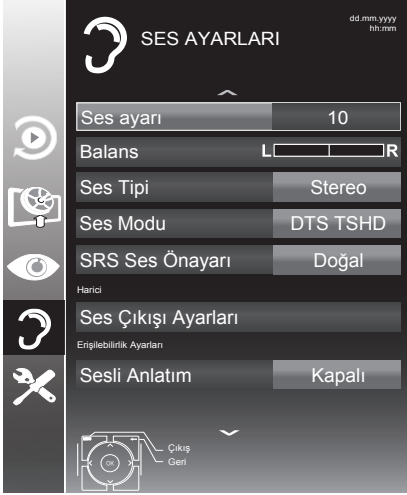 SES AYARLARI
dd.mm.yyyy
hh:mm
Ses ayarı 10
Balans L R
Ses Tipi Stereo
Ses Modu DTS TSHD
SRS Ses Önayarı Doğal
Harici
Ses Çıkışı Ayarları
Erişilebilirlik Ayarları
Sesli Anlatım Kapalı
Çıkış
OK Geri